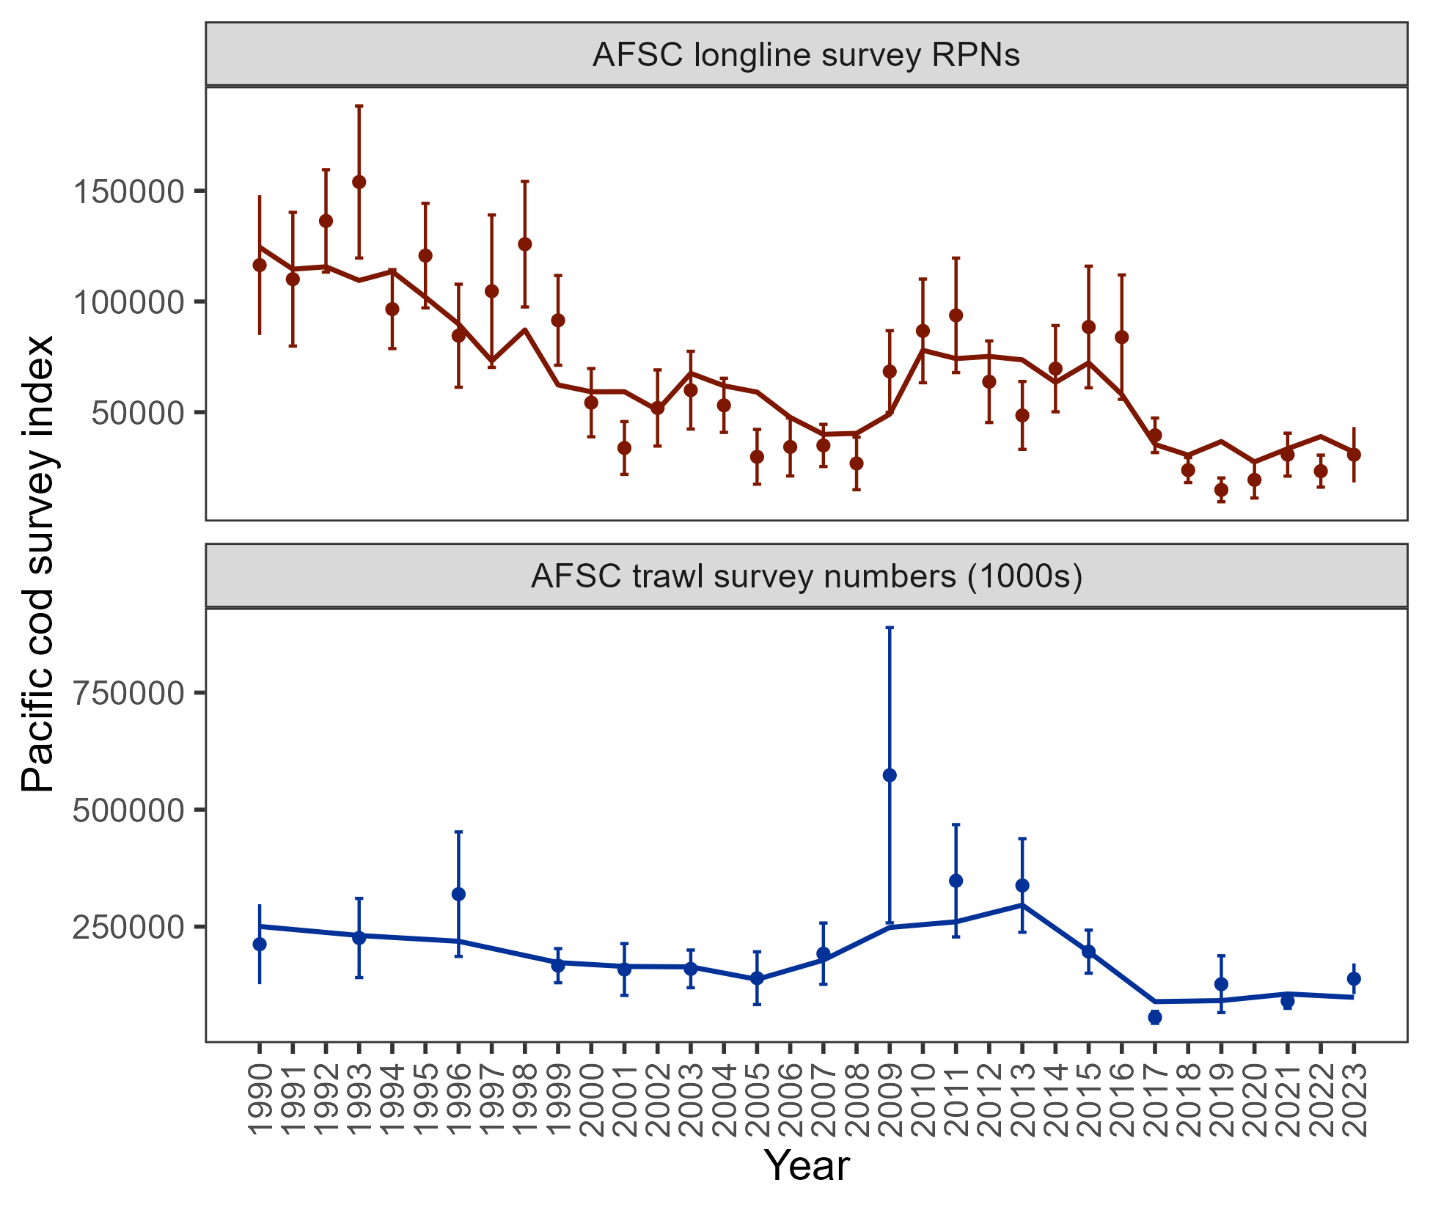 AFSC longline survey RPNs
150000
100000
50000
Pacific cod survey index
AFSC trawl survey numbers (1000s)
750000
500000
250000
1990 1991 1992 1993 1994 1995 1996 1997 1998 1999 2000 2001 2002 2003 2004 2005 2006 2007 2008 2009 2010 2011 2012 2013 2014 2015 2016 2017 2018 2019 2020 2021 2022 2023
Year